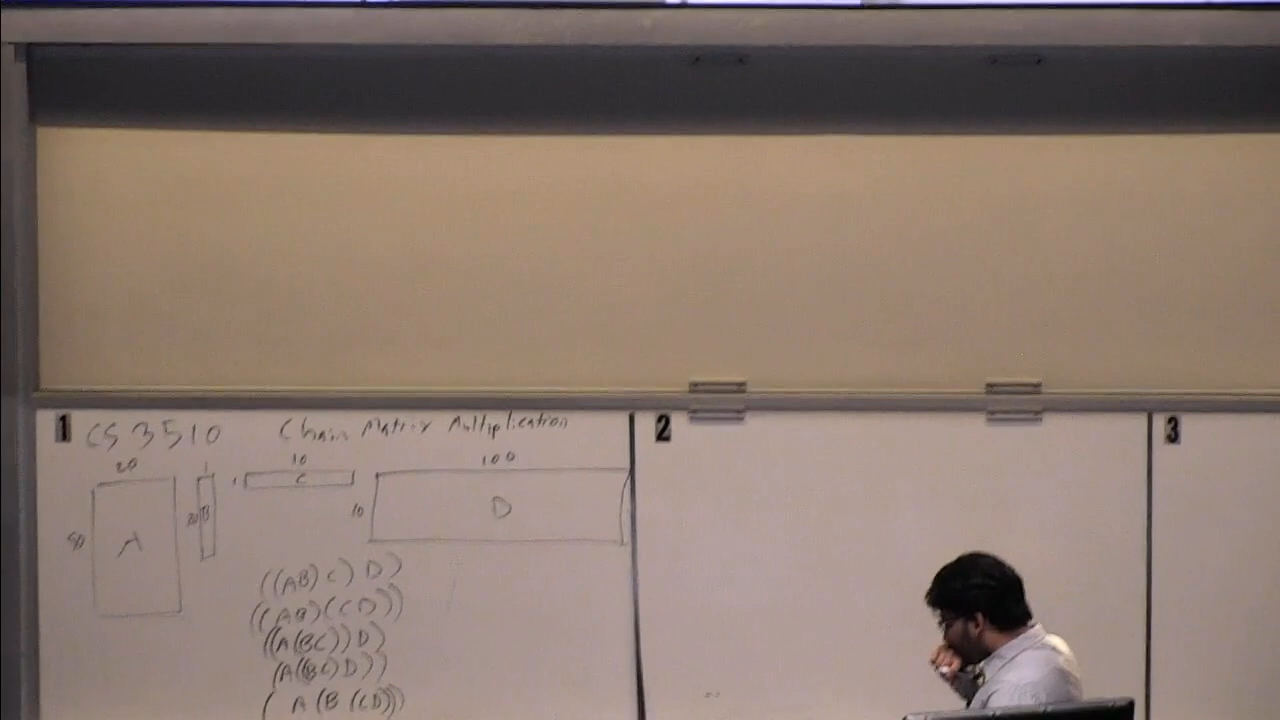 1 CS 3510 Chain Matrix Multiplication 2 3
20 1 10 100
50 A 20 B 1 C 10 D
(((AB)C)D)
((AB)(CD))
((A(BC))D)
(A((BC)D))
(A(B(CD)))